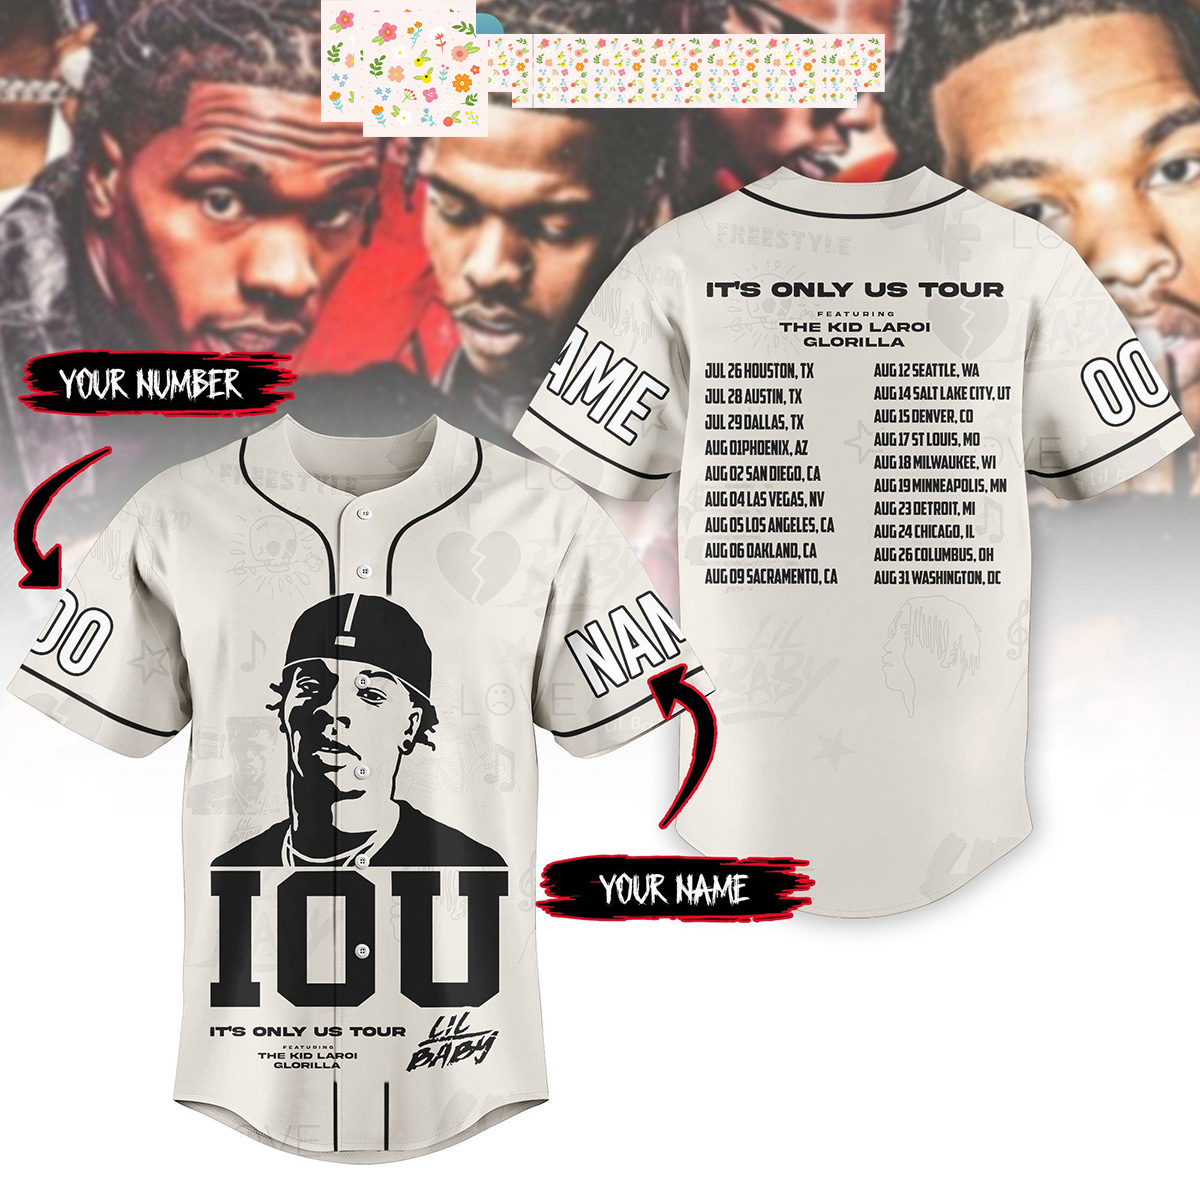 YOUR NUMBER
FREESTYLE
LOVE
00
NAM
LOVE
LIL
BABY
IOU
IT'S ONLY US TOUR
LIL
BABY
FEATURING
THE KID LAROI
GLORILLA
LOVE
YOUR NAME
FREESTYLE
IT'S ONLY US TOUR
FEATURING
THE KID LAROI
GLORILLA
AME
00
JUL 26 HOUSTON, TX
JUL 28 AUSTIN, TX
JUL 29 DALLAS, TX
AUG 01PHOENIX, AZ
AUG 02 SAN DIEGO, CA
AUG 04 LAS VEGAS, NV
AUG 05 LOS ANGELES, CA
AUG 06 OAKLAND, CA
AUG 09 SACRAMENTO, CA
AUG 12 SEATTLE, WA
AUG 14 SALT LAKE CITY, UT
AUG 15 DENVER, CO
AUG 17 ST LOUIS, MO
AUG 18 MILWAUKEE, WI
AUG 19 MINNEAPOLIS, MN
AUG 23 DETROIT, MI
AUG 24 CHICAGO, IL
AUG 26 COLUMBUS, OH
AUG 31 WASHINGTON, DC
LOVE
LIL
BABY